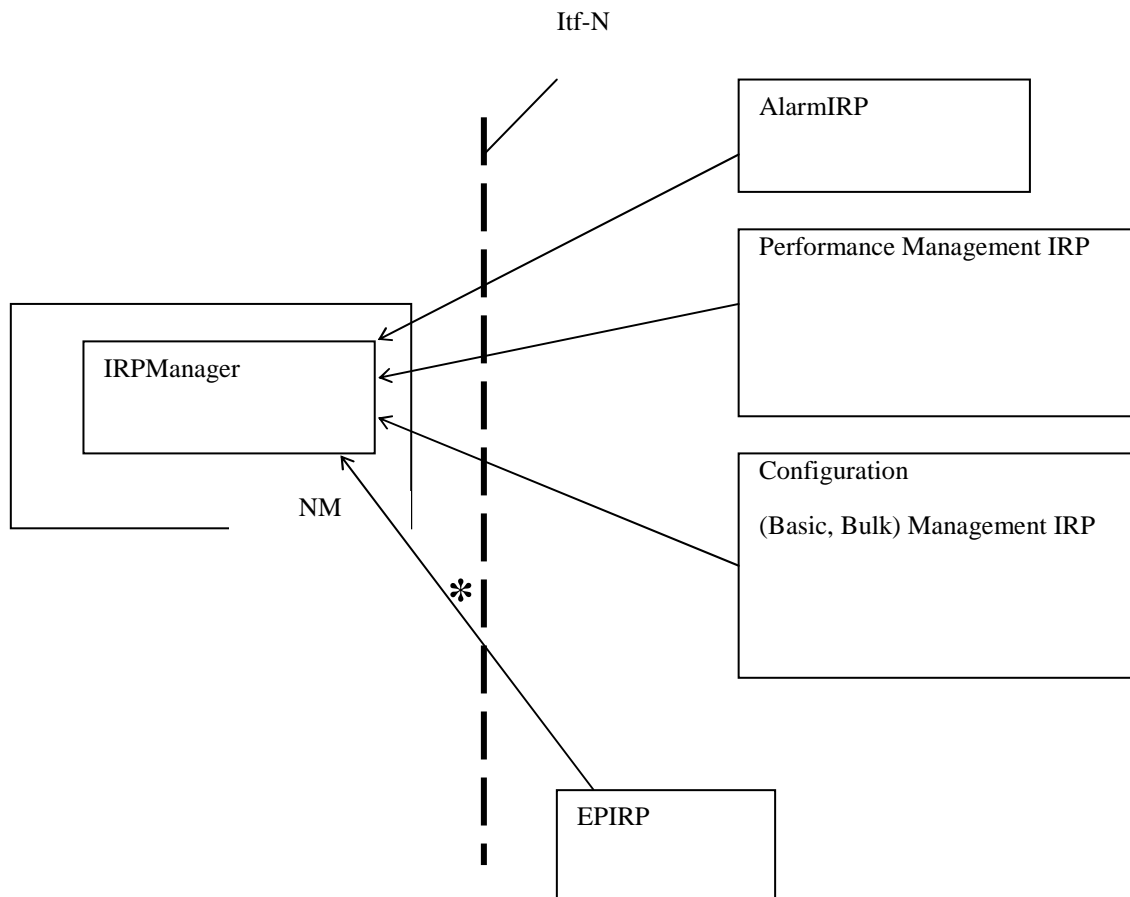 Itf-N
AlarmIRP
Performance Management IRP
IRPManager
Configuration
(Basic, Bulk) Management IRP
NM
*
EPIRP